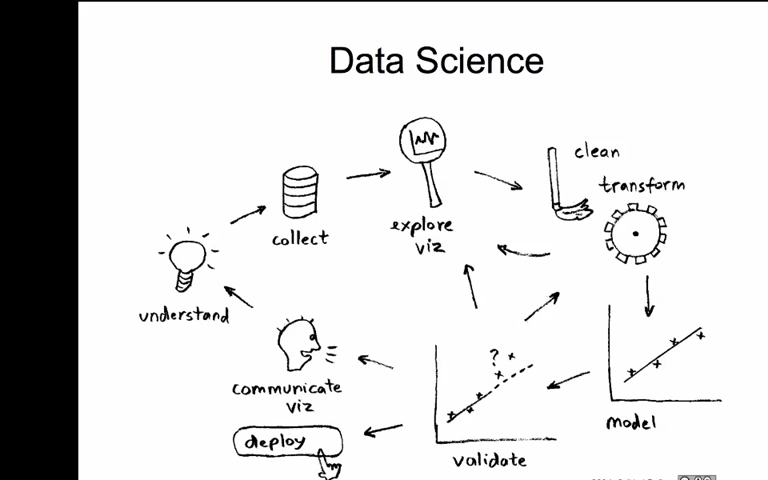 Data Science
clean
transform
collect
explore
viz
understand
?
communicate
viz
model
deploy
validate